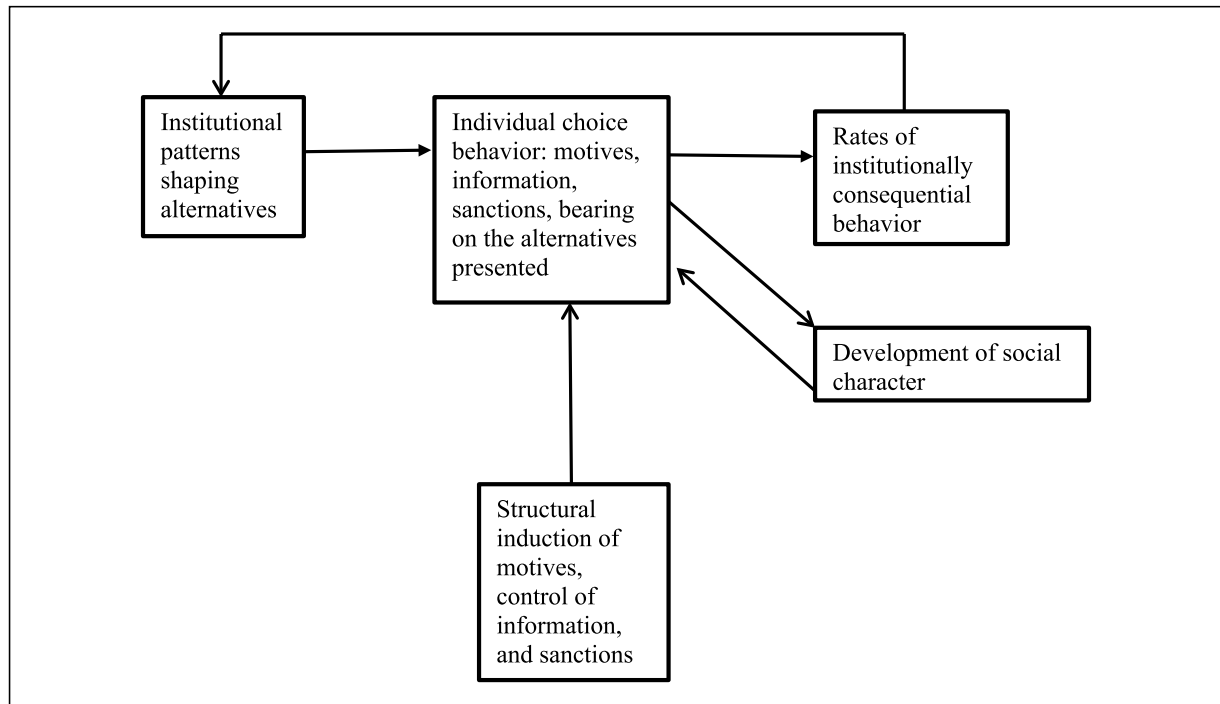 Institutional
patterns
shaping
alternatives
Individual choice
behavior: motives,
information,
sanctions, bearing
on the alternatives
presented
Rates of
institutionally
consequential
behavior
Development of social
character
Structural
induction of
motives,
control of
information,
and sanctions